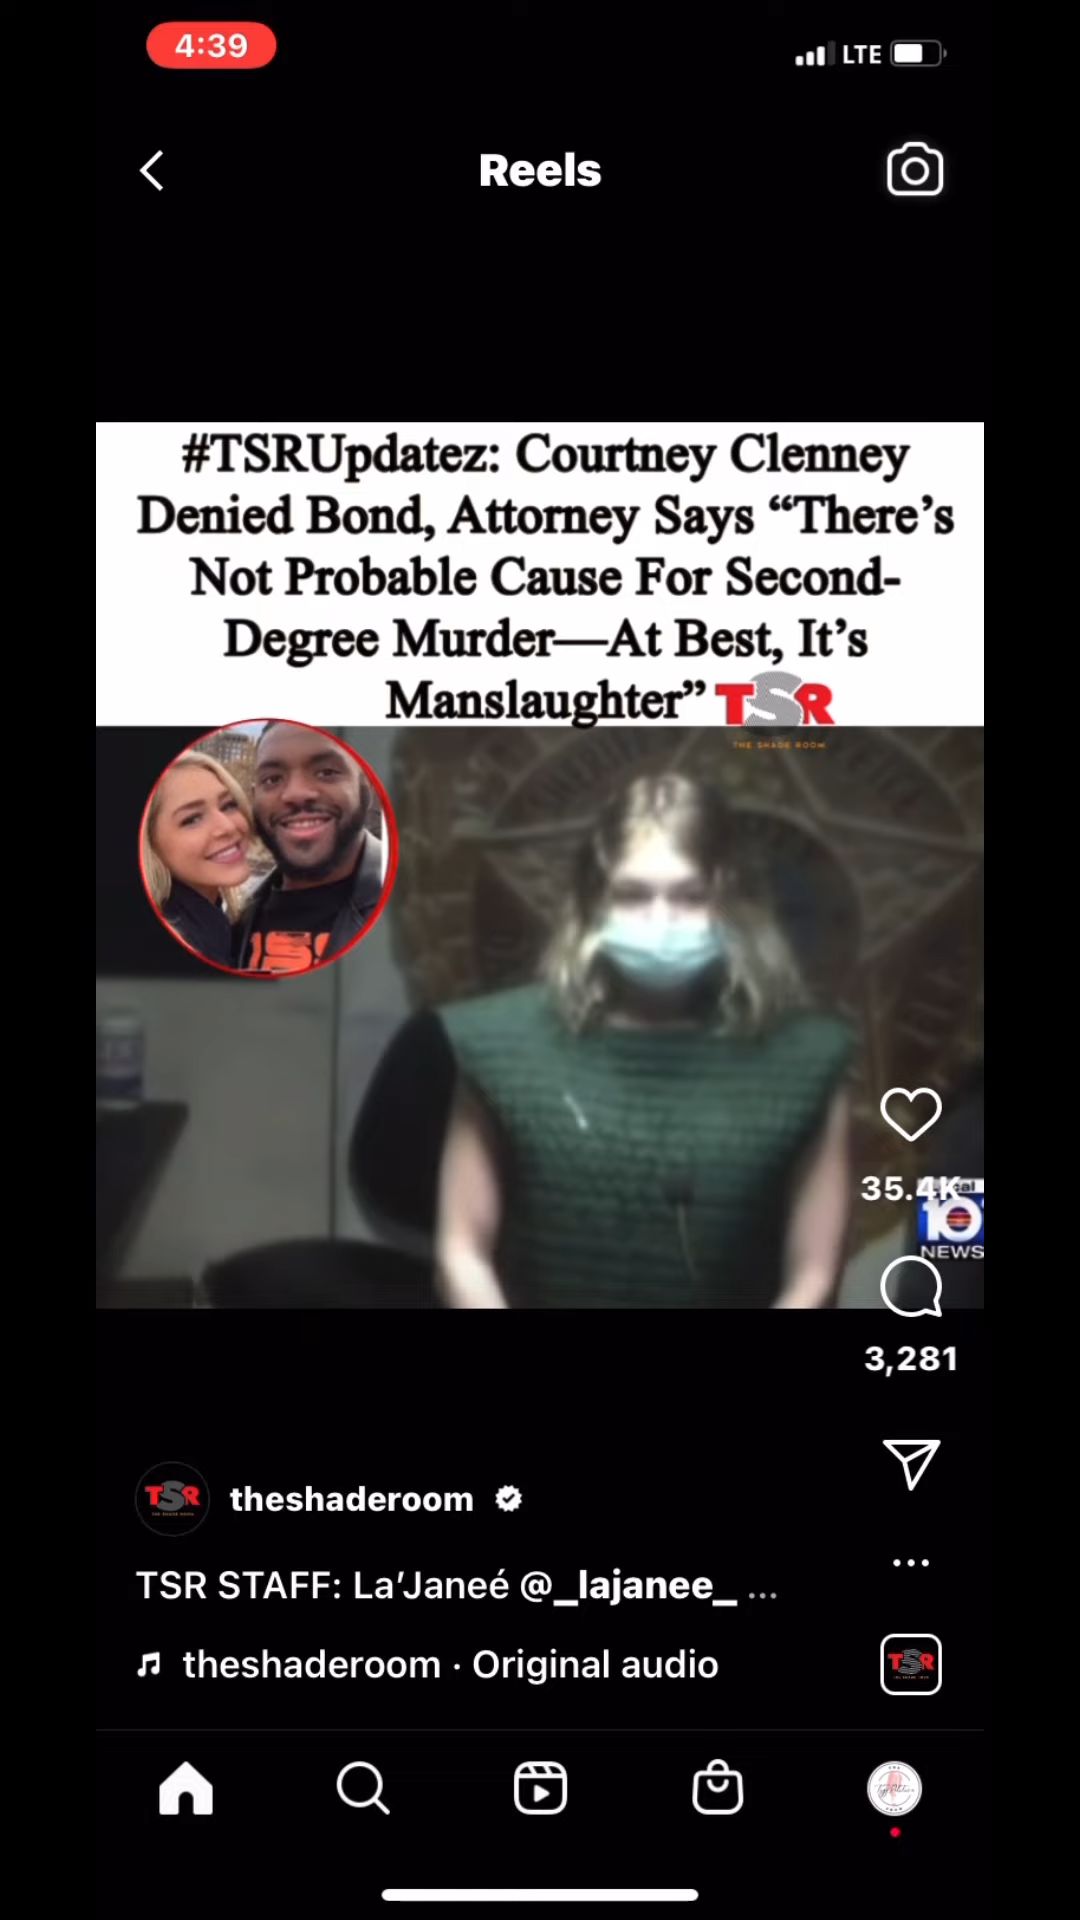 4:39
LTE
Reels
#TSRUpdatez: Courtney Clenney
Denied Bond, Attorney Says “There’s
Not Probable Cause For Second-
Degree Murder—At Best, It’s
Manslaughter” TSR
THE SHADE ROOM
35.4K
10
NEWS
3,281
TSR
theshaderoom
TSR STAFF: La’Janeé @_lajanee_ ...
theshaderoom · Original audio
TSR